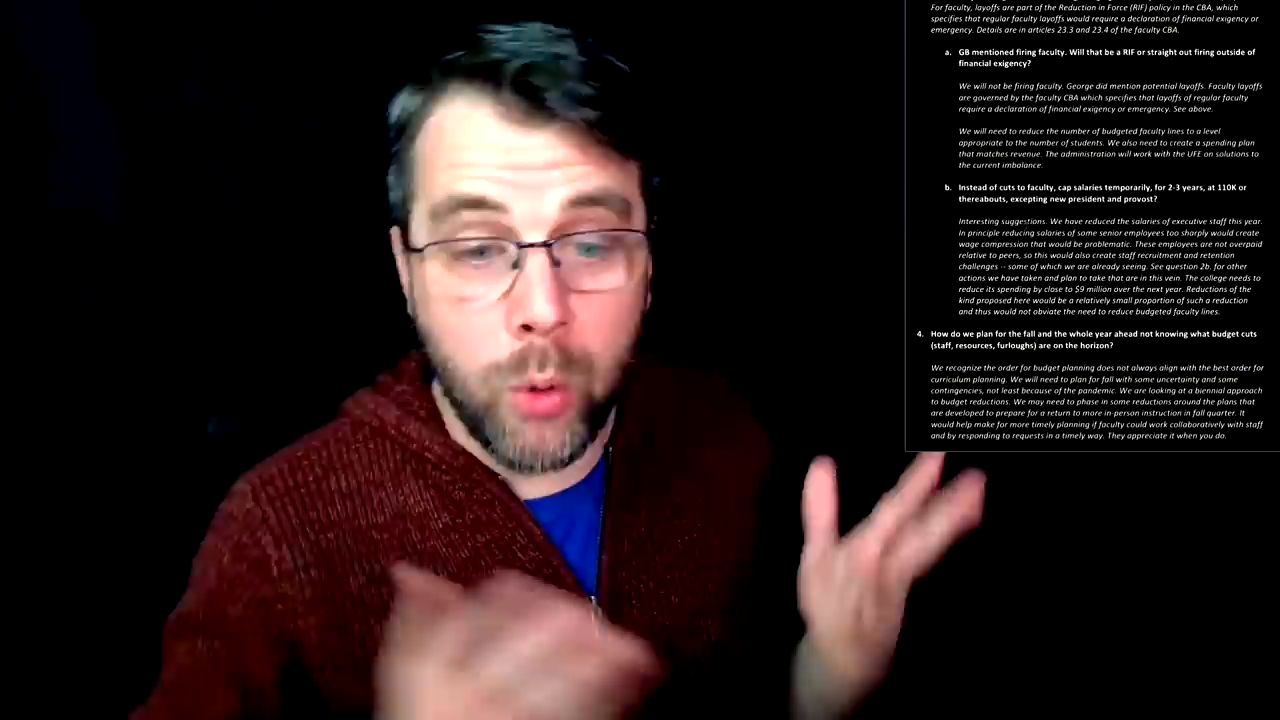 For faculty, layoffs are part of the Reduction in Force (RIF) policy in the CBA, which
specifies that regular faculty layoffs would require a declaration of financial exigency or
emergency. Details are in articles 23.3 and 23.4 of the faculty CBA.
a. GB mentioned firing faculty. Will that be a RIF or straight out firing outside of
financial exigency?
We will not be firing faculty. George did mention potential layoffs. Faculty layoffs
are governed by the faculty CBA which specifies that layoffs of regular faculty
require a declaration of financial exigency or emergency. See above.
We will need to reduce the number of budgeted faculty lines to a level
appropriate to the number of students. We also need to create a spending plan
that matches revenue. The administration will work with the UFE on solutions to
the current imbalance.
b. Instead of cuts to faculty, cap salaries temporarily, for 2-3 years, at 110K or
thereabouts, excepting new president and provost?
Interesting suggestions. We have reduced the salaries of executive staff this year.
In principle reducing salaries of some senior employees too sharply would create
wage compression that would be problematic. These employees are not overpaid
relative to peers, so this would also create staff recruitment and retention
challenges -- some of which we are already seeing. See question 2b. for other
actions we have taken and plan to take that are in this vein. The college needs to
reduce its spending by close to $9 million over the next year. Reductions of the
kind proposed here would be a relatively small proportion of such a reduction
and thus would not obviate the need to reduce budgeted faculty lines.
4. How do we plan for the fall and the whole year ahead not knowing what budget cuts
(staff, resources, furloughs) are on the horizon?
We recognize the order for budget planning does not always align with the best order for
curriculum planning. We will need to plan for fall with some uncertainty and some
contingencies, not least because of the pandemic. We are looking at a biennial approach
to budget reductions. We may need to phase in some reductions around the plans that
are developed to prepare for a return to more in-person instruction in fall quarter. It
would help make for more timely planning if faculty could work collaboratively with staff
and by responding to requests in a timely way. They appreciate it when you do.